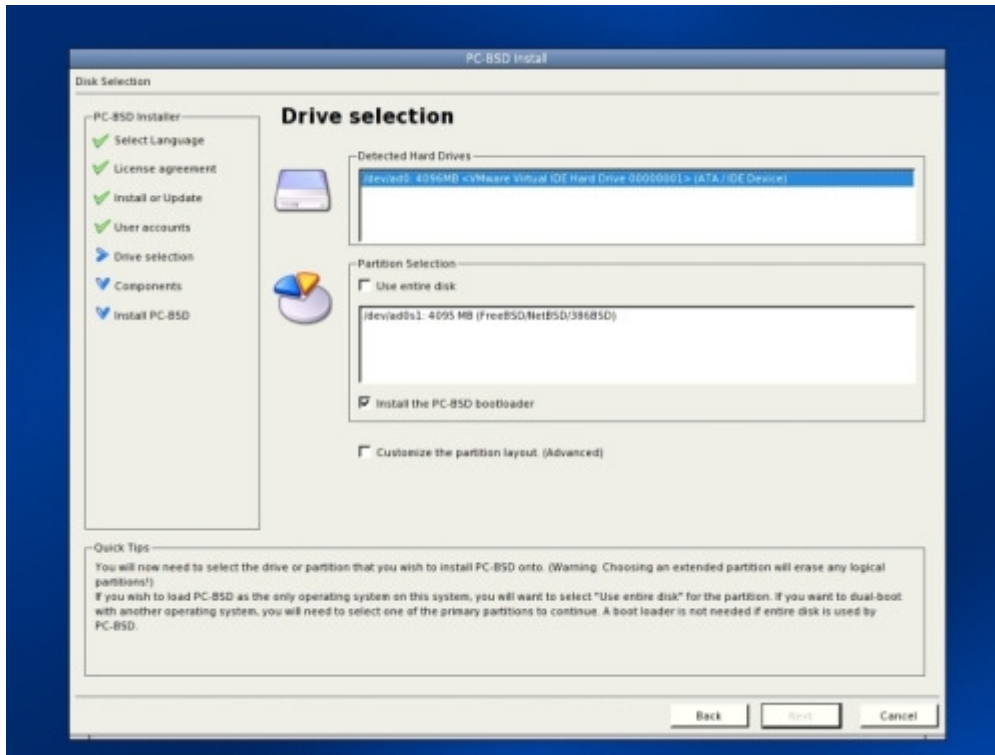 PC-BSD Install
Disk Selection
PC-BSD Installer
Select Language
License agreement
Install or Update
User accounts
Drive selection
Components
Install PC-BSD
Drive selection
Detected Hard Drives
/dev/ad0: 4096MB <VMware Virtual IDE Hard Drive 00000001> (ATA / IDE Device)
Partition Selection
Use entire disk
/dev/ad0s1: 4095 MB (FreeBSD/NetBSD/386BSD)
Install the PC-BSD bootloader
Customize the partition layout. (Advanced)
Quick Tips
You will now need to select the drive or partition that you wish to install PC-BSD onto. (Warning: Choosing an extended partition will erase any logical
partitions!)
If you wish to load PC-BSD as the only operating system on this system, you will want to select "Use entire disk" for the partition. If you want to dual-boot
with another operating system, you will need to select one of the primary partitions to continue. A boot loader is not needed if entire disk is used by
PC-BSD.
Back
Next
Cancel